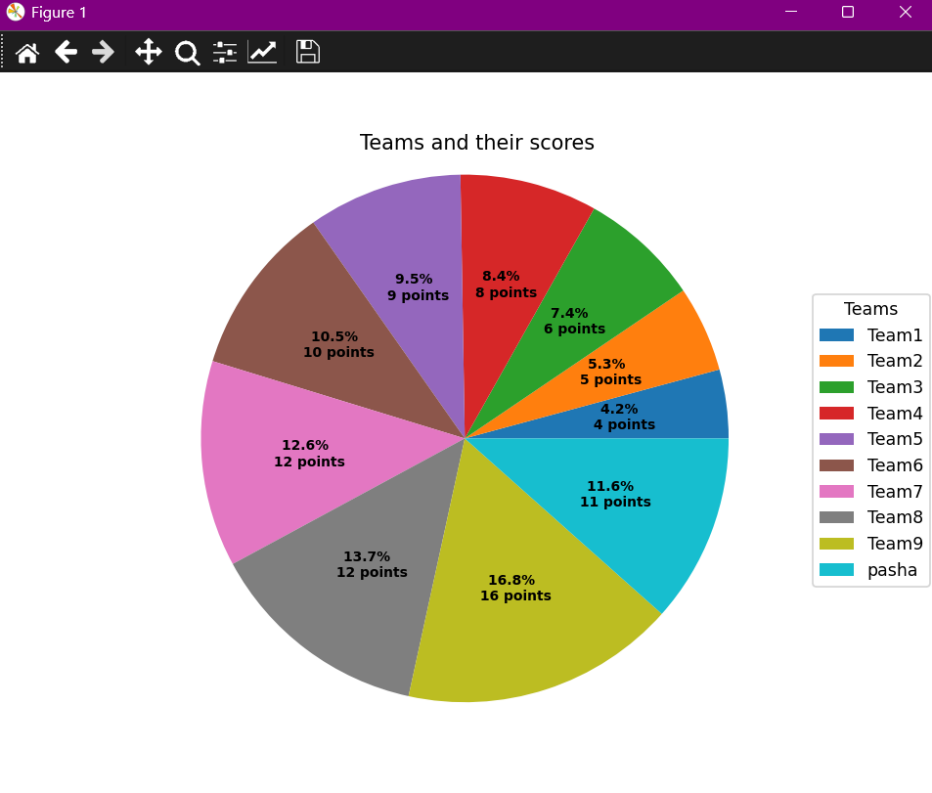 Figure 1
Teams and their scores
8.4%
8 points
9.5%
9 points
7.4%
6 points
10.5%
10 points
5.3%
5 points
4.2%
4 points
12.6%
12 points
11.6%
11 points
13.7%
12 points
16.8%
16 points
Teams
Team1
Team2
Team3
Team4
Team5
Team6
Team7
Team8
Team9
pasha